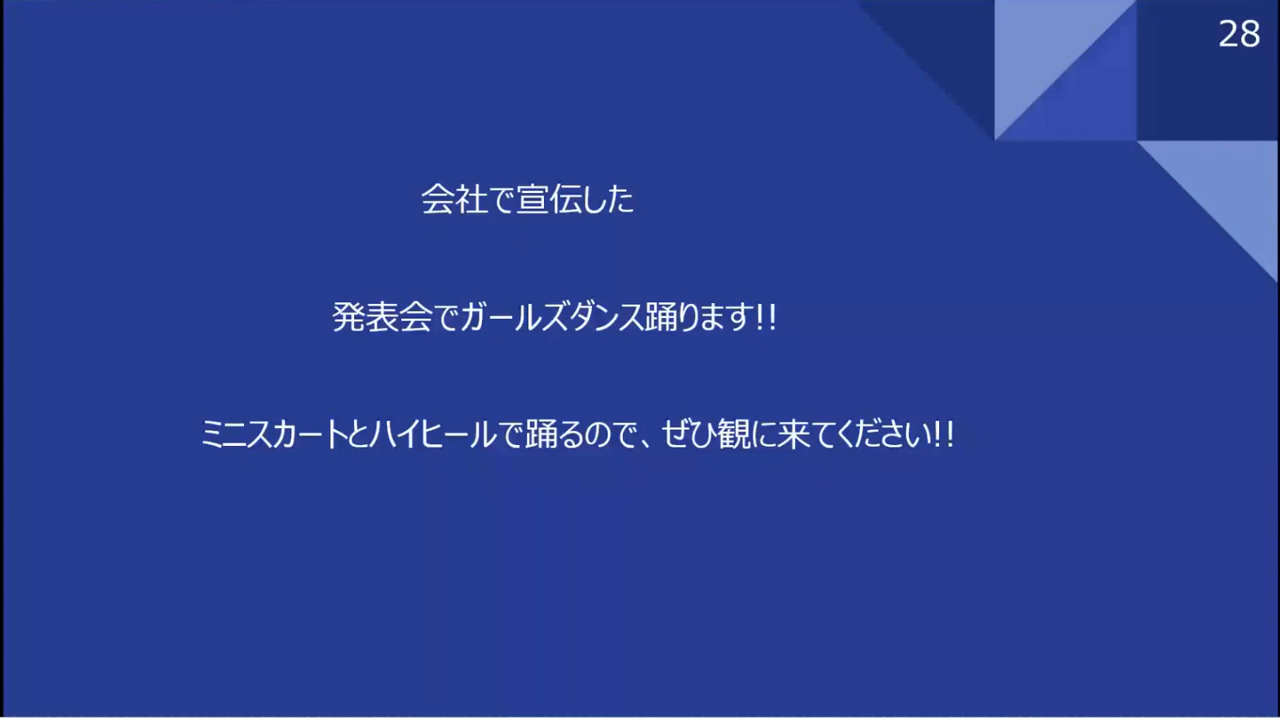 28
会社で宣伝した
発表会でガールズダンス踊ります!!
ミニスカートとハイヒールで踊るので、ぜひ観に来てください!!